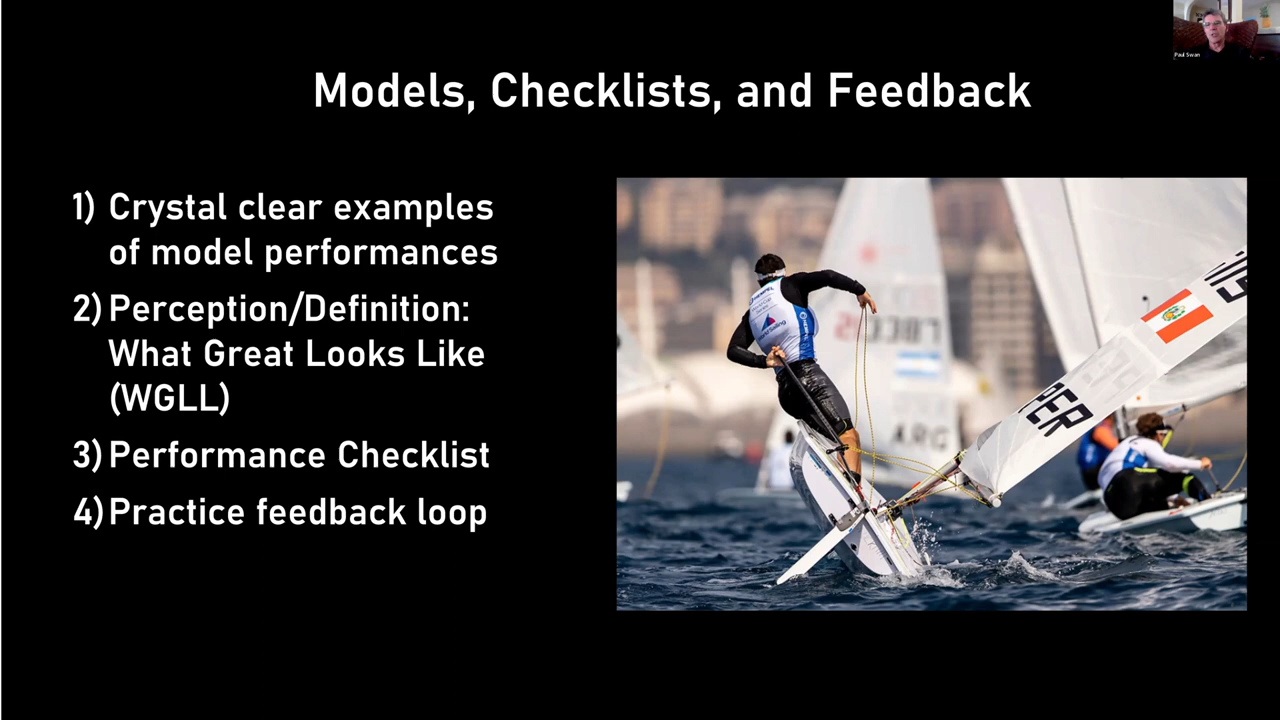 Paul Swan
Models, Checklists, and Feedback
1) Crystal clear examples
of model performances
2) Perception/Definition:
What Great Looks Like
(WGLL)
3) Performance Checklist
4) Practice feedback loop
HEMPEL
PER
ARG